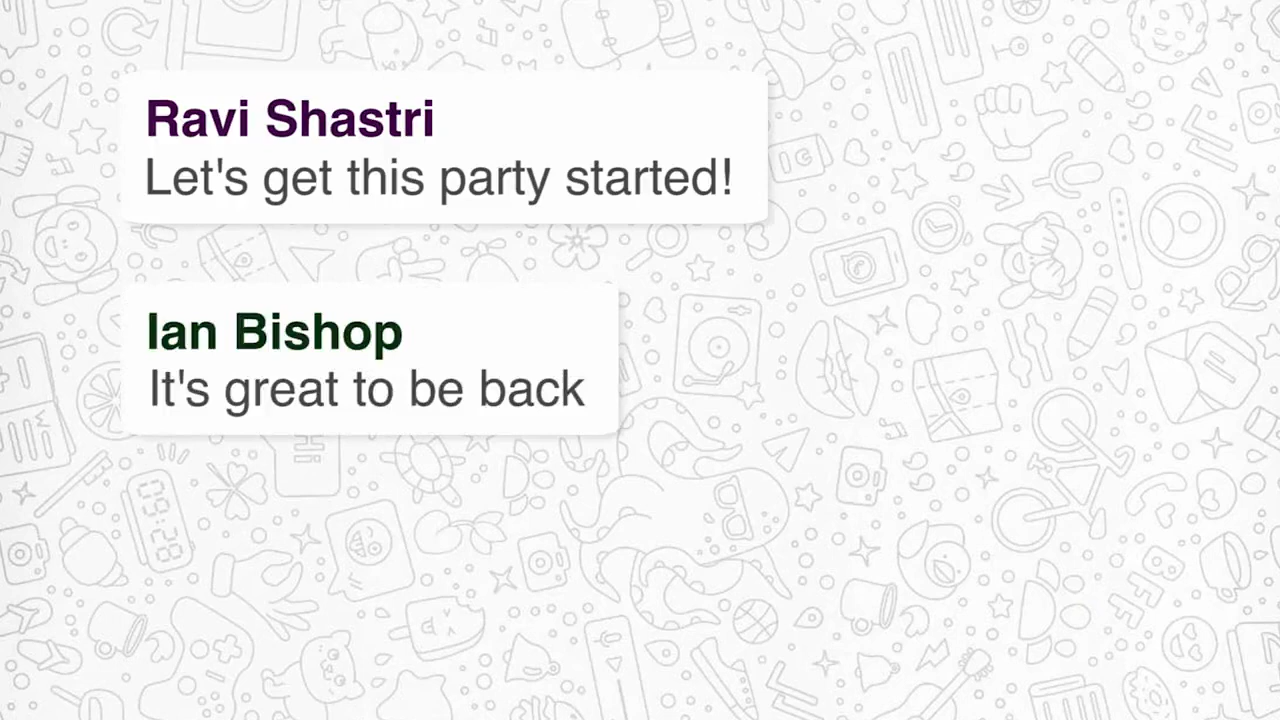 Ravi Shastri
Let's get this party started!
Ian Bishop
It's great to be back